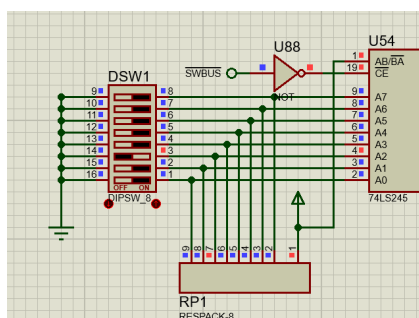 U88
U54
SWBUS
NOT
1 AB/BA
19 CE
DSW1
9 8 9 A7
10 7 8 A6
11 6 7 A5
12 5 6 A4
13 4 5 A3
14 3 4 A2
15 2 3 A1
16 1 2 A0
OFF ON
DIPSW_8
74LS245
9 8 7 6 5 4 3 2 1
RP1
RESPACK-8